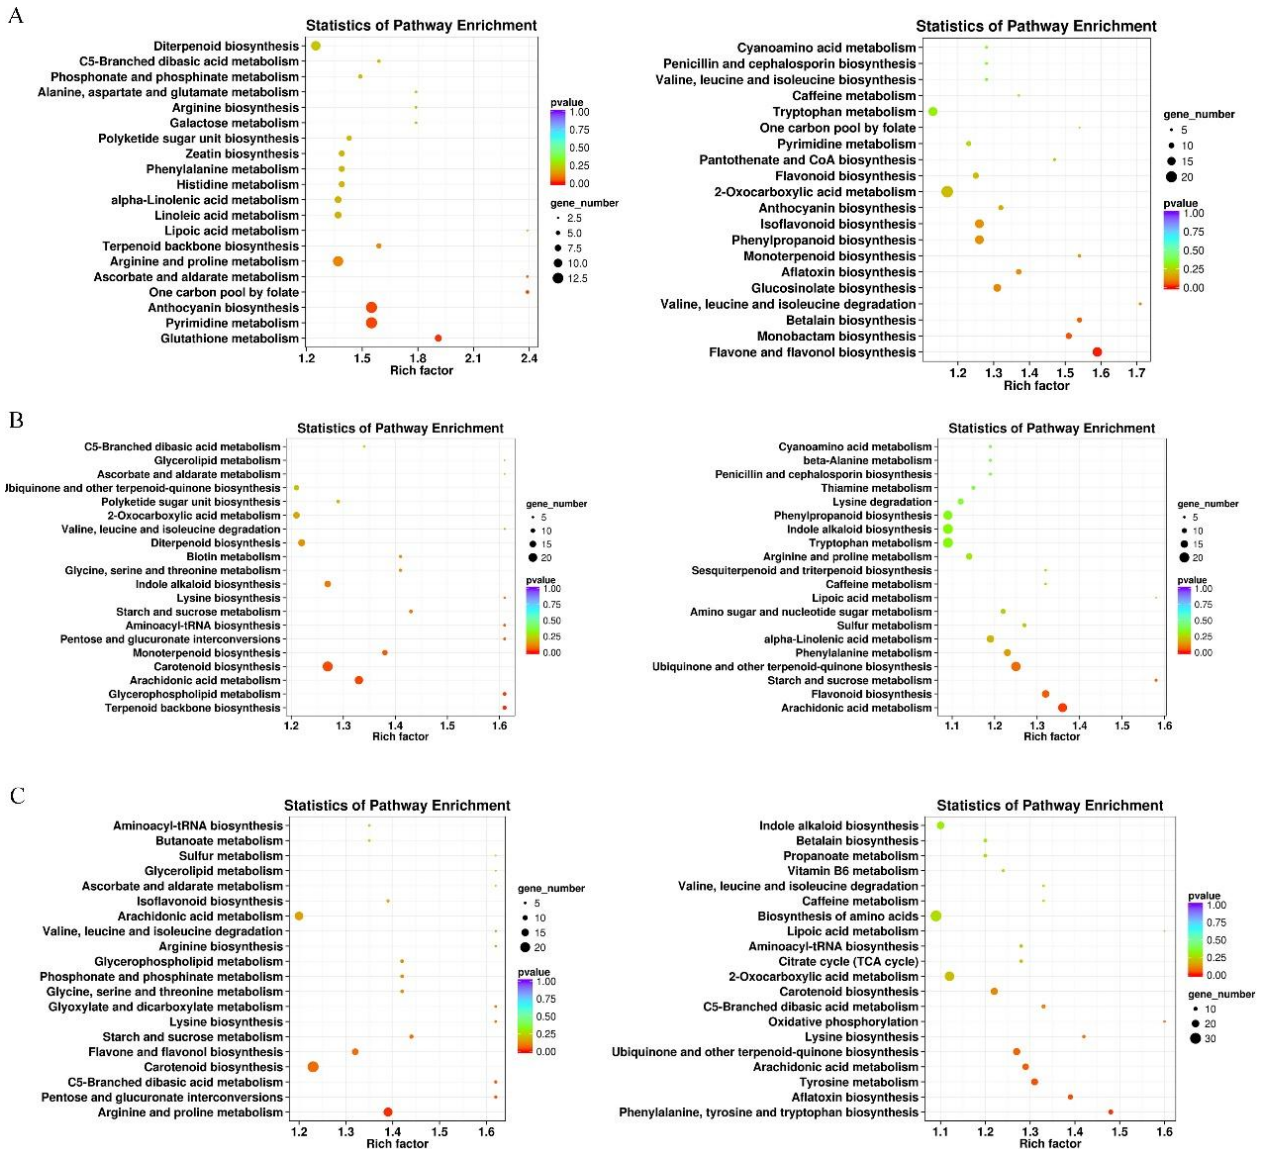 A
Statistics of Pathway Enrichment
Diterpenoid biosynthesis
C5-Branched dibasic acid metabolism
Phosphonate and phosphinate metabolism
Alanine, aspartate and glutamate metabolism
Arginine biosynthesis
Galactose metabolism
Polyketide sugar unit biosynthesis
Zeatin biosynthesis
Phenylalanine metabolism
Histidine metabolism
alpha-Linolenic acid metabolism
Linoleic acid metabolism
Lipoic acid metabolism
Terpenoid backbone biosynthesis
Arginine and proline metabolism
Ascorbate and aldarate metabolism
One carbon pool by folate
Anthocyanin biosynthesis
Pyrimidine metabolism
Glutathione metabolism
1.2 1.5 1.8 2.1 2.4
Rich factor
pvalue
1.00
0.75
0.50
0.25
0.00
gene_number
2.5
5.0
7.5
10.0
12.5
Statistics of Pathway Enrichment
Cyanoamino acid metabolism
Penicillin and cephalosporin biosynthesis
Valine, leucine and isoleucine biosynthesis
Caffeine metabolism
Tryptophan metabolism
One carbon pool by folate
Pyrimidine metabolism
Pantothenate and CoA biosynthesis
Flavonoid biosynthesis
2-Oxocarboxylic acid metabolism
Anthocyanin biosynthesis
Isoflavonoid biosynthesis
Phenylpropanoid biosynthesis
Monoterpenoid biosynthesis
Aflatoxin biosynthesis
Glucosinolate biosynthesis
Valine, leucine and isoleucine degradation
Betalain biosynthesis
Monobactam biosynthesis
Flavone and flavonol biosynthesis
1.2 1.3 1.4 1.5 1.6 1.7
Rich factor
gene_number
5
10
15
20
pvalue
1.00
0.75
0.50
0.25
0.00
B
Statistics of Pathway Enrichment
C5-Branched dibasic acid metabolism
Glycerolipid metabolism
Ascorbate and aldarate metabolism
Jbiquinone and other terpenoid-quinone biosynthesis
Polyketide sugar unit biosynthesis
2-Oxocarboxylic acid metabolism
Valine, leucine and isoleucine degradation
Diterpenoid biosynthesis
Biotin metabolism
Glycine, serine and threonine metabolism
Indole alkaloid biosynthesis
Lysine biosynthesis
Starch and sucrose metabolism
Aminoacyl-tRNA biosynthesis
Pentose and glucuronate interconversions
Monoterpenoid biosynthesis
Carotenoid biosynthesis
Arachidonic acid metabolism
Glycerophospholipid metabolism
Terpenoid backbone biosynthesis
1.2 1.3 1.4 1.5 1.6
Rich factor
gene_number
5
10
15
20
pvalue
1.00
0.75
0.50
0.25
0.00
Statistics of Pathway Enrichment
Cyanoamino acid metabolism
beta-Alanine metabolism
Penicillin and cephalosporin biosynthesis
Thiamine metabolism
Lysine degradation
Phenylpropanoid biosynthesis
Indole alkaloid biosynthesis
Tryptophan metabolism
Arginine and proline metabolism
Sesquiterpenoid and triterpenoid biosynthesis
Caffeine metabolism
Lipoic acid metabolism
Amino sugar and nucleotide sugar metabolism
Sulfur metabolism
alpha-Linolenic acid metabolism
Phenylalanine metabolism
Ubiquinone and other terpenoid-quinone biosynthesis
Starch and sucrose metabolism
Flavonoid biosynthesis
Arachidonic acid metabolism
1.1 1.2 1.3 1.4 1.5 1.6
Rich factor
gene_number
5
10
15
20
pvalue
1.00
0.75
0.50
0.25
0.00
C
Statistics of Pathway Enrichment
Aminoacyl-tRNA biosynthesis
Butanoate metabolism
Sulfur metabolism
Glycerolipid metabolism
Ascorbate and aldarate metabolism
Isoflavonoid biosynthesis
Arachidonic acid metabolism
Valine, leucine and isoleucine degradation
Arginine biosynthesis
Glycerophospholipid metabolism
Phosphonate and phosphinate metabolism
Glycine, serine and threonine metabolism
Glyoxylate and dicarboxylate metabolism
Lysine biosynthesis
Starch and sucrose metabolism
Flavone and flavonol biosynthesis
Carotenoid biosynthesis
C5-Branched dibasic acid metabolism
Pentose and glucuronate interconversions
Arginine and proline metabolism
1.2 1.3 1.4 1.5 1.6
Rich factor
gene_number
5
10
15
20
pvalue
1.00
0.75
0.50
0.25
0.00
Statistics of Pathway Enrichment
Indole alkaloid biosynthesis
Betalain biosynthesis
Propanoate metabolism
Vitamin B6 metabolism
Valine, leucine and isoleucine degradation
Caffeine metabolism
Biosynthesis of amino acids
Lipoic acid metabolism
Aminoacyl-tRNA biosynthesis
Citrate cycle (TCA cycle)
2-Oxocarboxylic acid metabolism
Carotenoid biosynthesis
C5-Branched dibasic acid metabolism
Oxidative phosphorylation
Lysine biosynthesis
Ubiquinone and other terpenoid-quinone biosynthesis
Arachidonic acid metabolism
Tyrosine metabolism
Aflatoxin biosynthesis
Phenylalanine, tyrosine and tryptophan biosynthesis
1.1 1.2 1.3 1.4 1.5 1.6
Rich factor
pvalue
1.00
0.75
0.50
0.25
0.00
gene_number
10
20
30